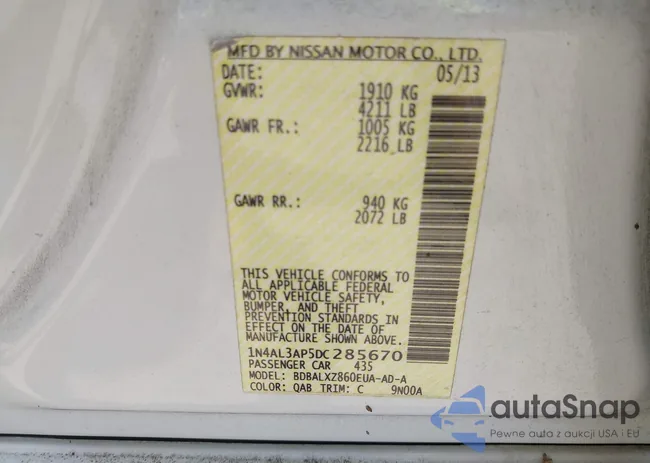 MFD BY NISSAN MOTOR CO., LTD.
DATE: 05/13
GVWR: 1910 KG
4211 LB
GAWR FR.: 1005 KG
2216 LB
GAWR RR.: 940 KG
2072 LB
THIS VEHICLE CONFORMS TO
ALL APPLICABLE FEDERAL
MOTOR VEHICLE SAFETY,
BUMPER, AND THEFT
PREVENTION STANDARDS IN
EFFECT ON THE DATE OF
MANUFACTURE SHOWN ABOVE.
1N4AL3AP5DC285670
PASSENGER CAR 435
MODEL: BDBALXZ860EUA-AD-A
COLOR: QAB TRIM: C 9N00A
autaSnap
Pewne auta z aukcji USA i EU